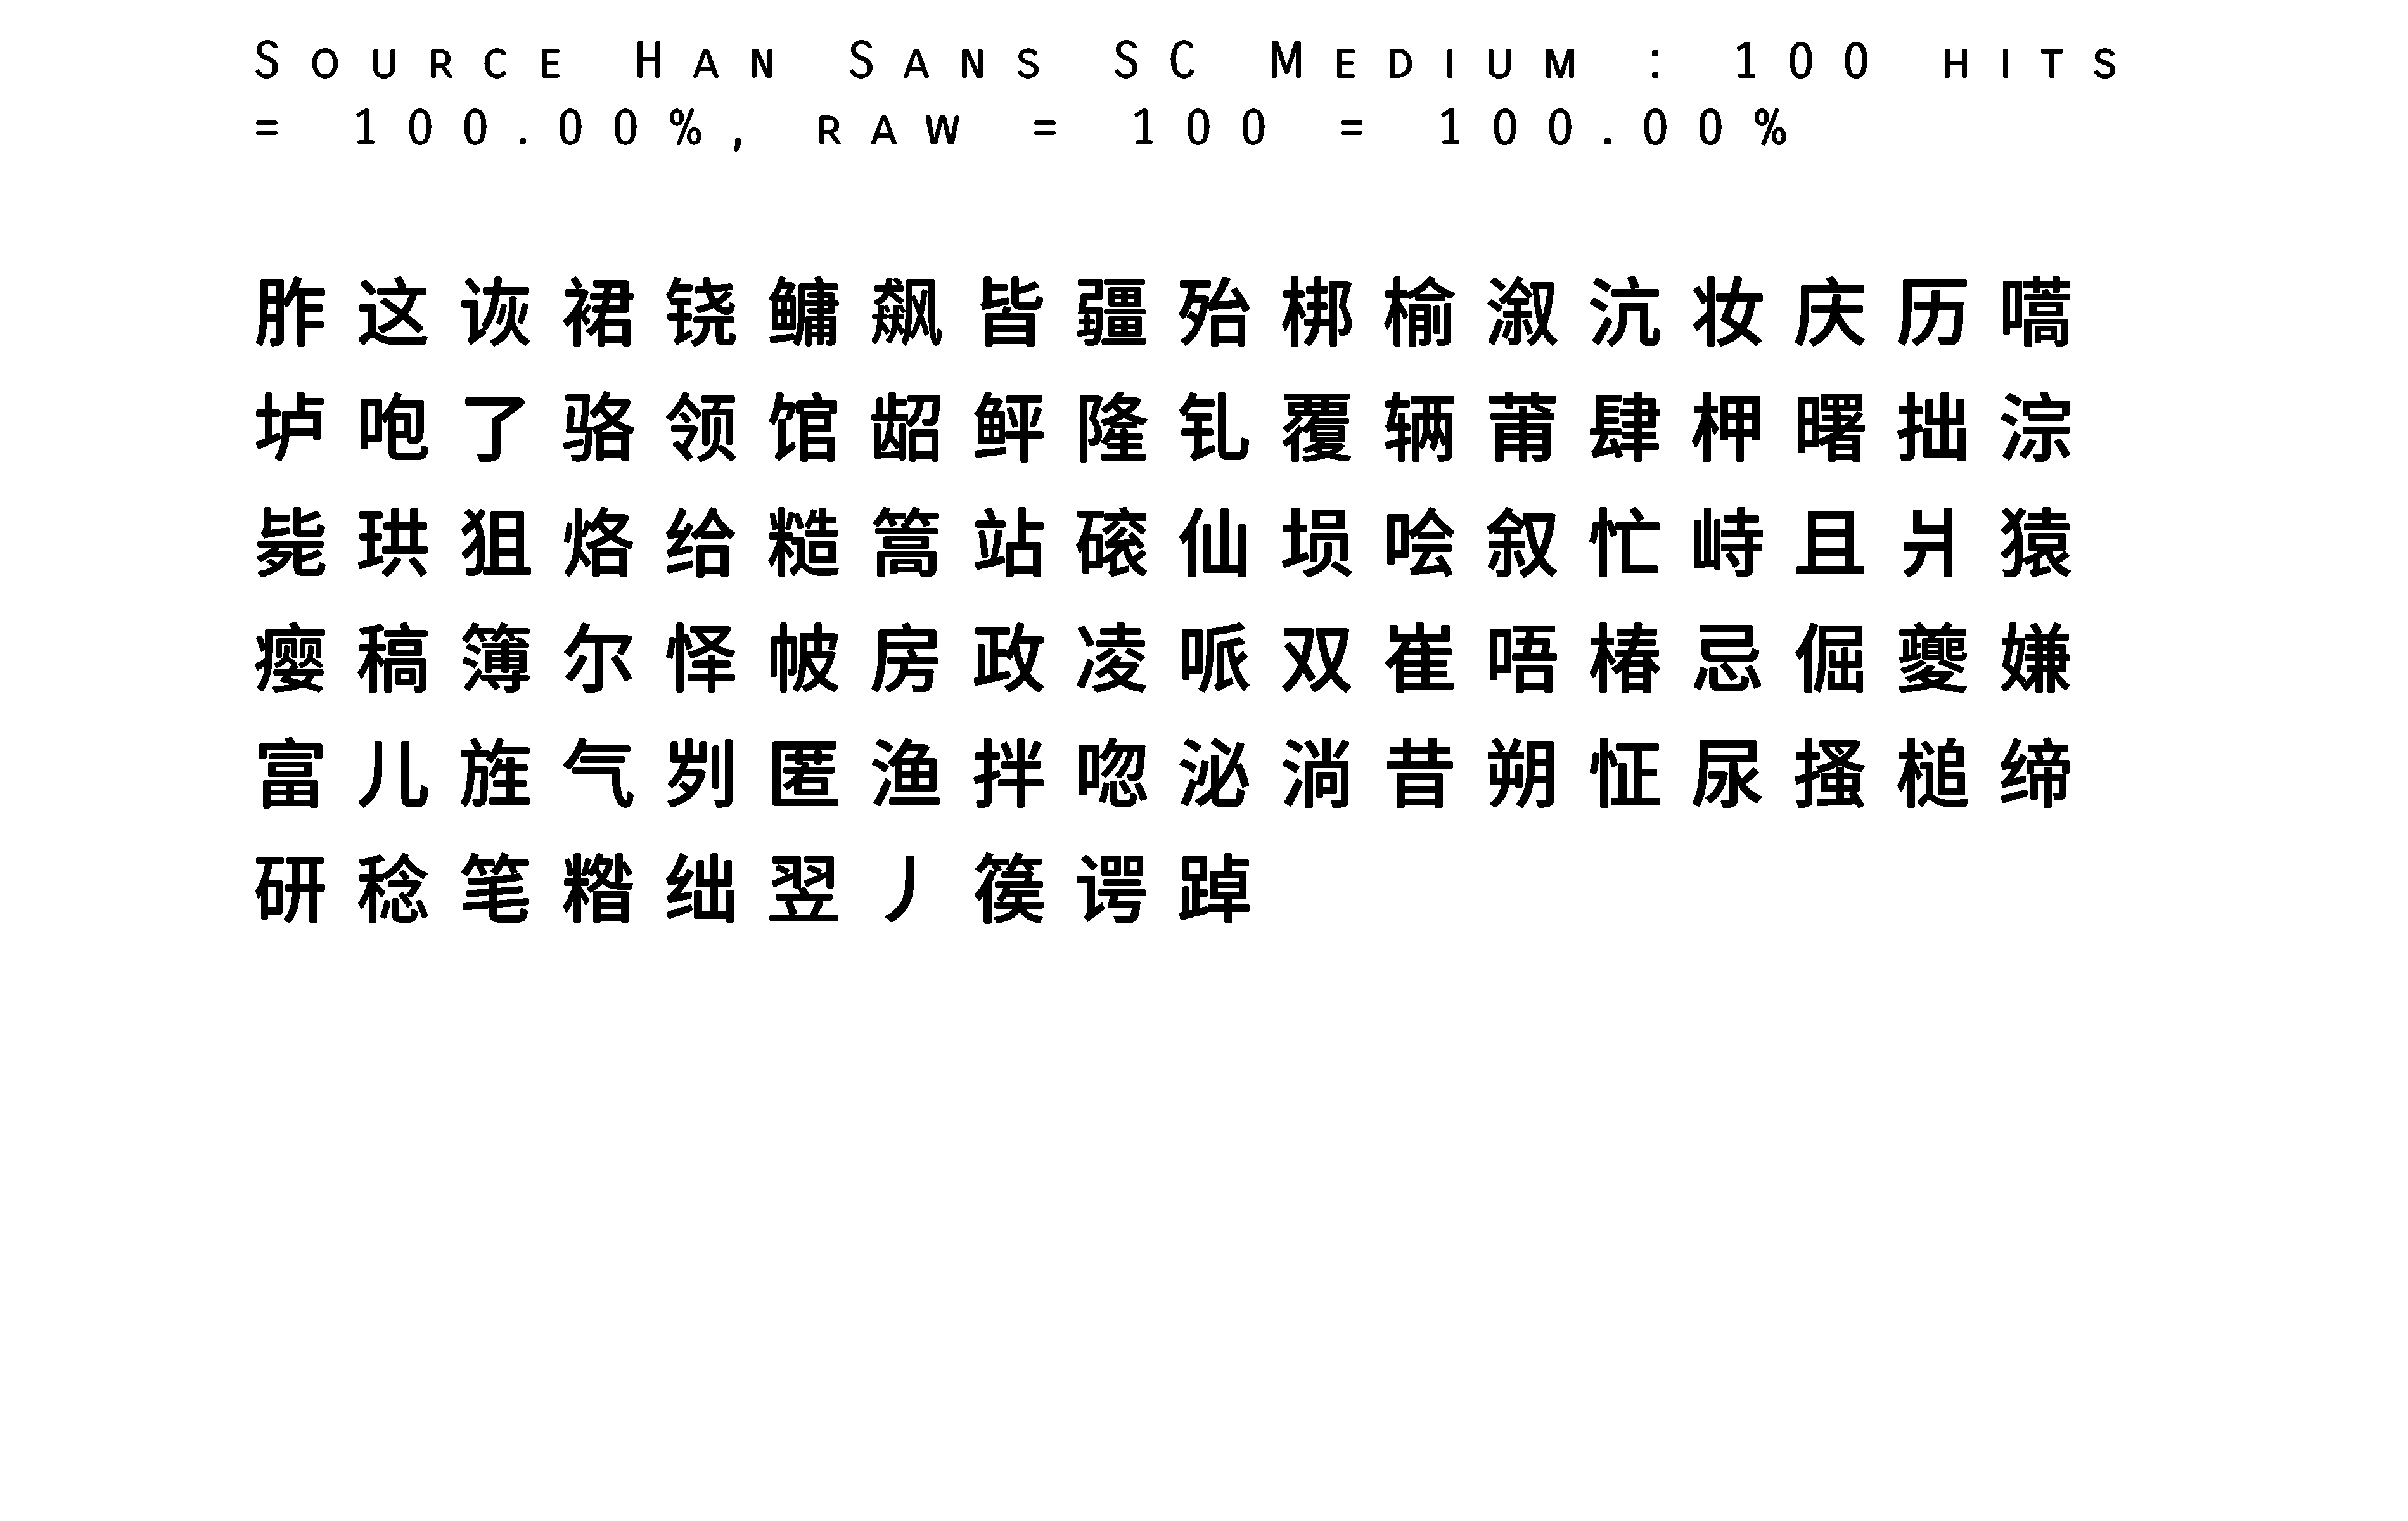 Source Han Sans SC Medium : 100 hits
= 100.00%, raw = 100 = 100.00%
胙这诙裙铙鳙飙皆疆殆梆榆溆沆妆庆历嚆
垆咆了骆领馆龆鲆隆钆覆辆莆肆柙曙拙淙
毙珙狙烙给糙篙站磙仙埙哙叙忙峙且爿猿
瘿稿簿尔怿帔房政凌哌双崔唔椿忌倔夔嫌
富儿旌气刿匿渔拌唿泌淌昔朔怔尿搔槌缔
研稔笔糌绌翌丿篌谔踔